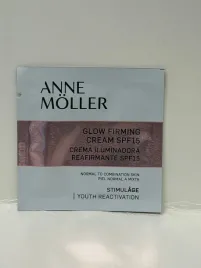 ANNE
MÖLLER
GLOW FIRMING
CREAM SPF15
CREMA ILUMINADORA
REAFIRMANTE SPF15
NORMAL TO COMBINATION SKIN
PIEL NORMAL A MIXTA
STIMULÂGE
| YOUTH REACTIVATION